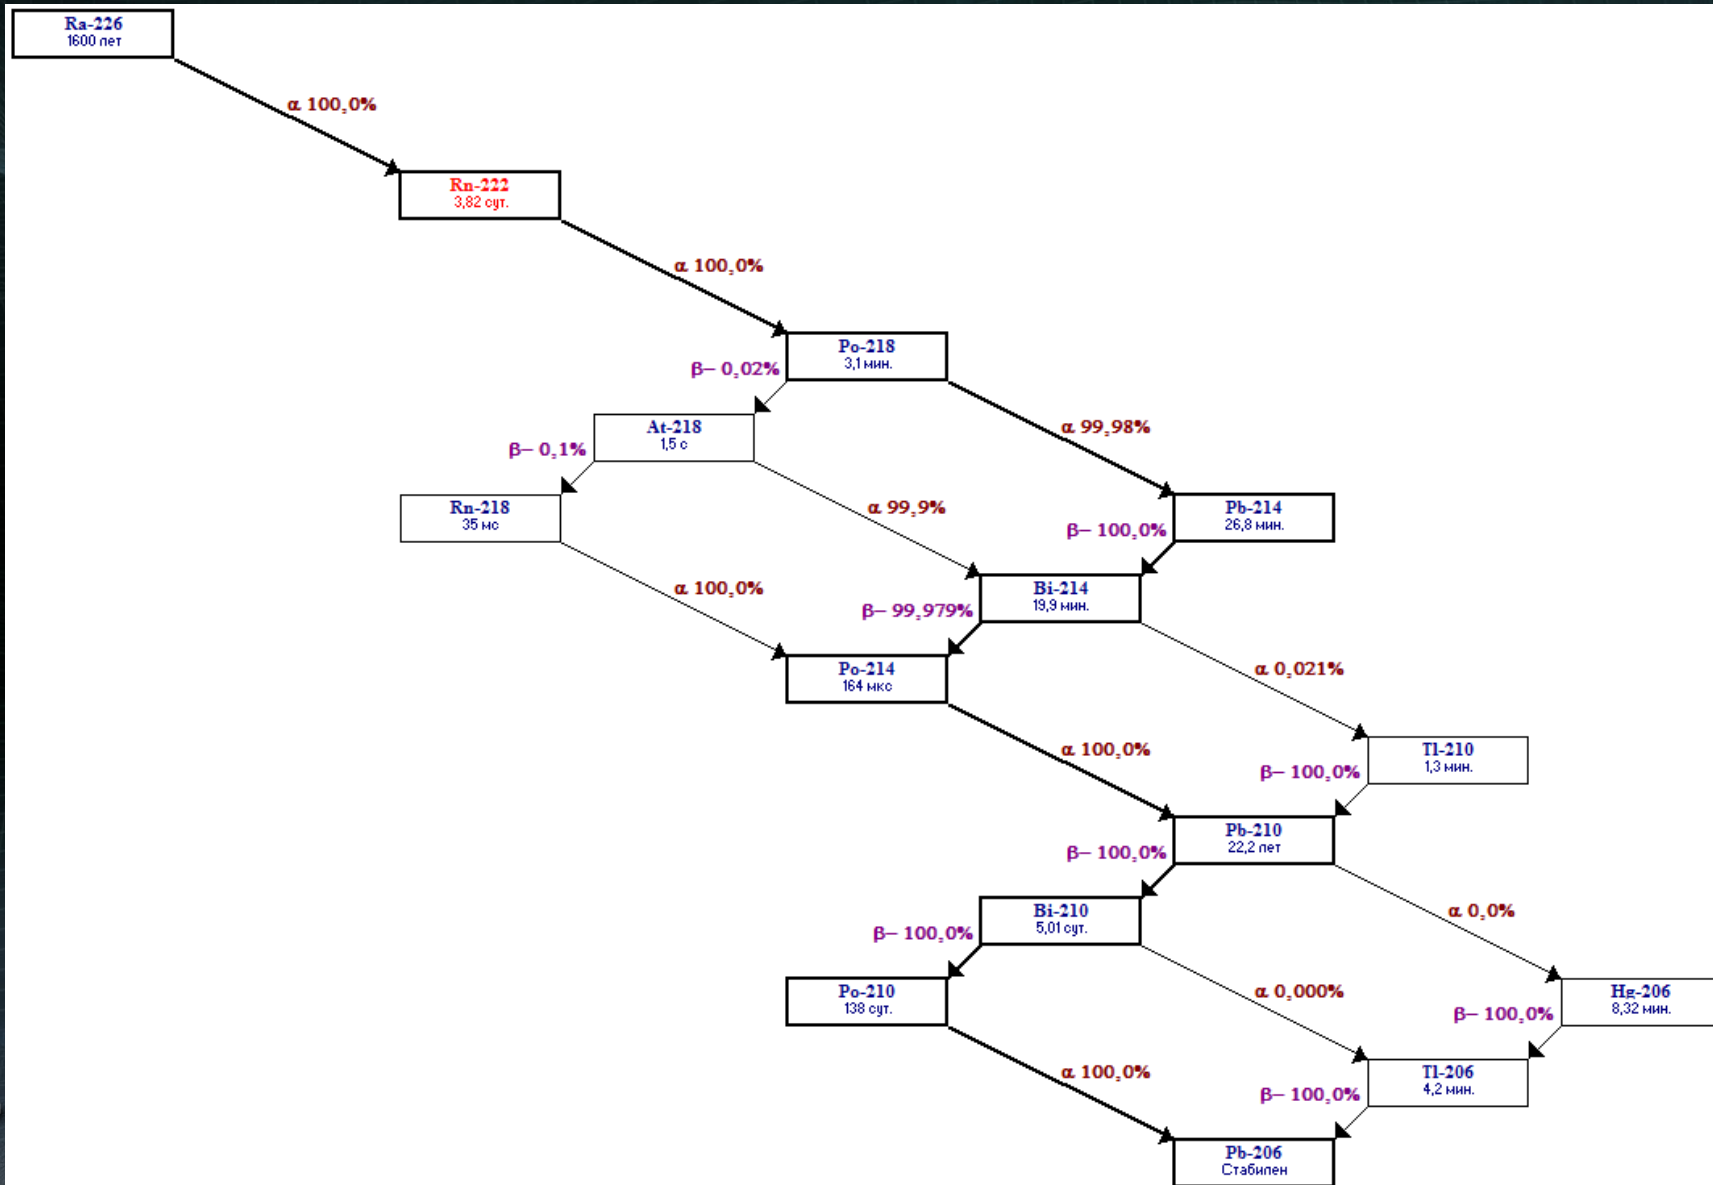 Ra-226
1600 лет
α 100,0%
Rn-222
3,82 сут.
α 100,0%
Po-218
3,1 мин.
β− 0,02%
α 99,98%
At-218
1,5 с
β− 0,1%
α 99,9%
Rn-218
35 мс
Pb-214
26,8 мин.
β− 100,0%
α 100,0%
Bi-214
19,9 мин.
β− 99,979%
α 0,021%
Po-214
164 мкс
α 100,0%
Tl-210
1,3 мин.
β− 100,0%
Pb-210
22,2 лет
β− 100,0%
α 0,0%
Bi-210
5,01 сут.
β− 100,0%
α 0,000%
Po-210
138 сут.
Hg-206
8,32 мин.
β− 100,0%
α 100,0%
Tl-206
4,2 мин.
β− 100,0%
Pb-206
Стабилен